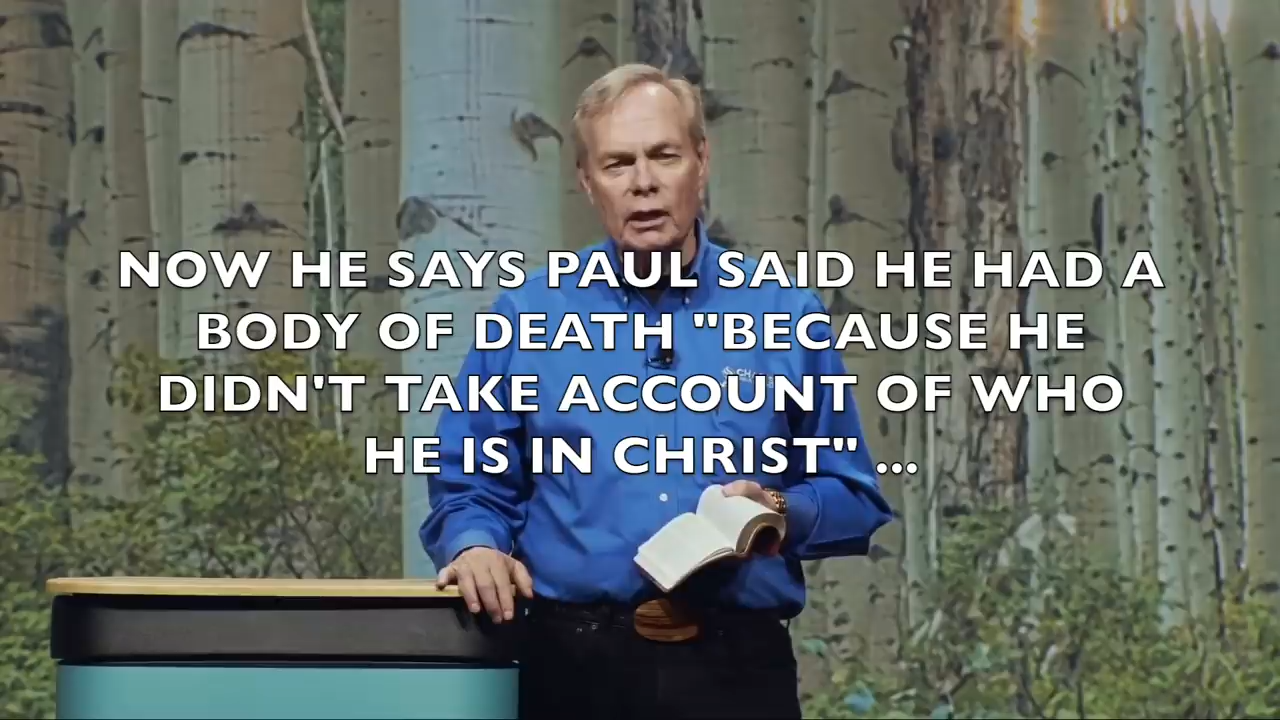 NOW HE SAYS PAUL SAID HE HAD A
BODY OF DEATH "BECAUSE HE
DIDN'T TAKE ACCOUNT OF WHO
HE IS IN CHRIST" ...